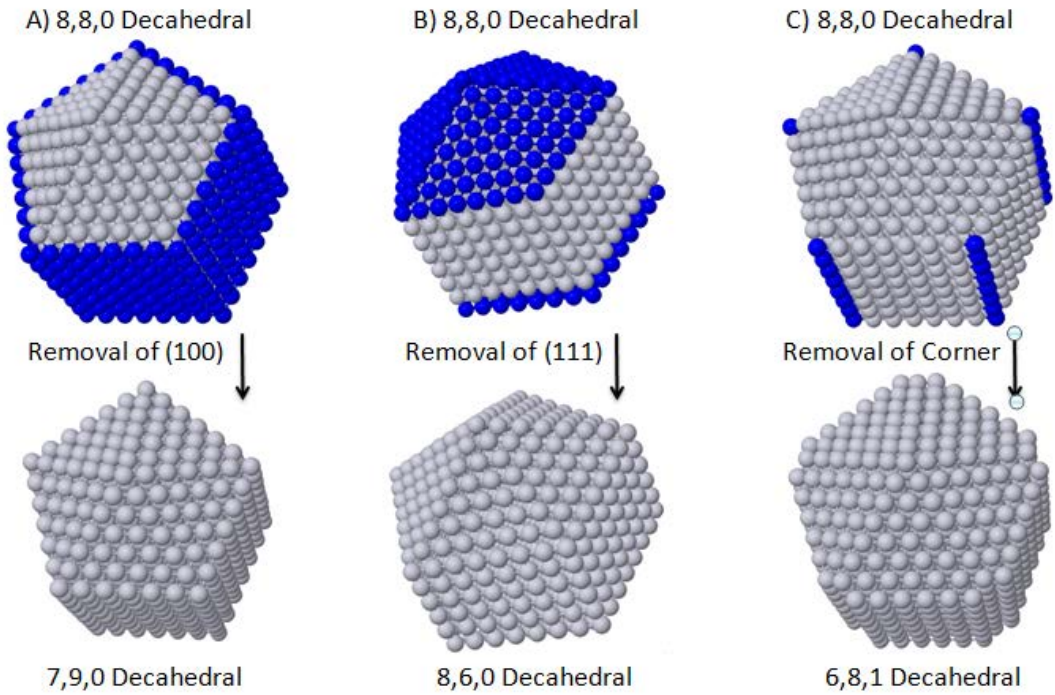 A) 8,8,0 Decahedral
B) 8,8,0 Decahedral
C) 8,8,0 Decahedral
Removal of (100)
Removal of (111)
Removal of Corner
7,9,0 Decahedral
8,6,0 Decahedral
6,8,1 Decahedral